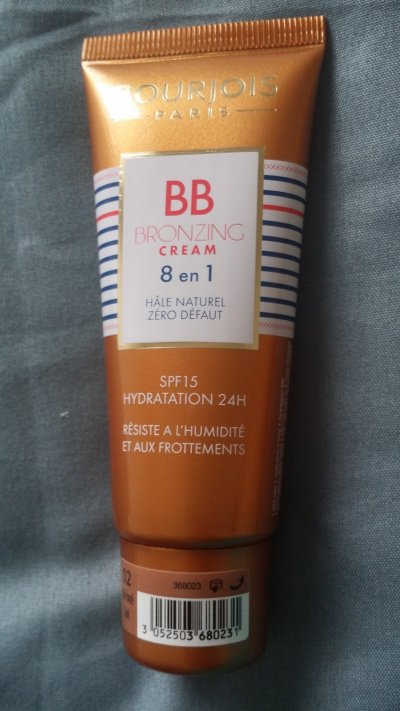 BOURJOIS
PARIS
BB
BRONZING
CREAM
8 en 1
HÂLE NATUREL
ZÉRO DÉFAUT
SPF15
HYDRATATION 24H
RÉSISTE A L'HUMIDITÉ
ET AUX FROTTEMENTS
02
368023
3 052503 680231